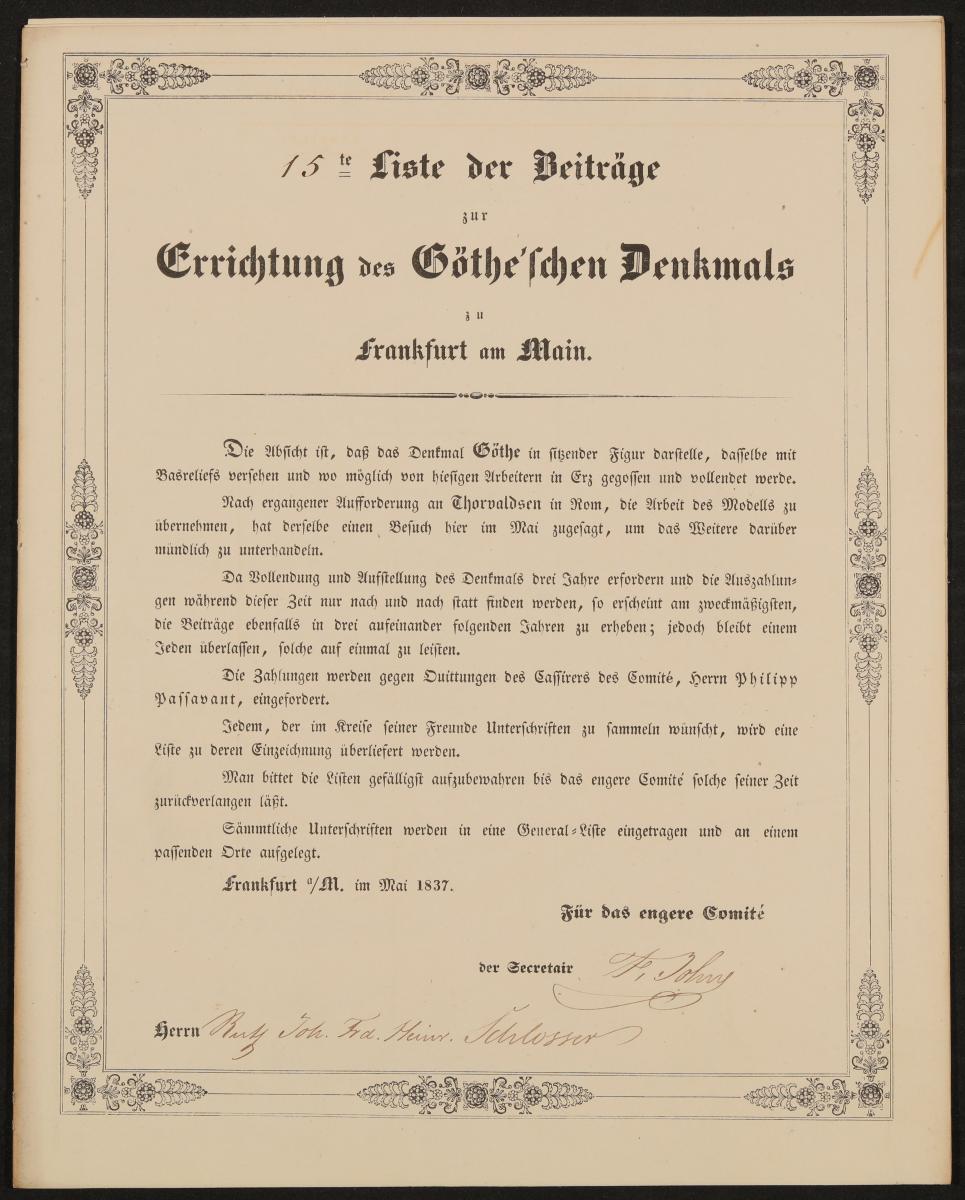 15te Liste der Beiträge
zur
Errichtung des Göthe'schen Denkmals
zu
Frankfurt am Main.
Die Absicht ist, daß das Denkmal Göthe in sitzender Figur darstelle, dasselbe mit
Basreliefs versehen und wo möglich von hiesigen Arbeitern in Erz gegossen und vollendet werde.
Nach ergangener Aufforderung an Thorvaldsen in Rom, die Arbeit des Modells zu
übernehmen, hat derselbe einen Besuch hier im Mai zugesagt, um das Weitere darüber
mündlich zu unterhandeln.
Da Vollendung und Aufstellung des Denkmals drei Jahre erfordern und die Auszahlun-
gen während dieser Zeit nur nach und nach statt finden werden, so erscheint am zweckmäßigsten,
die Beiträge ebenfalls in drei aufeinander folgenden Jahren zu erheben; jedoch bleibt einem
Jeden überlassen, solche auf einmal zu leisten.
Die Zahlungen werden gegen Quittungen des Cassirers des Comité, Herrn Philipp
Passavant, eingefordert.
Jedem, der im Kreise seiner Freunde Unterschriften zu sammeln wünscht, wird eine
Liste zu deren Einzeichnung überliefert werden.
Man bittet die Listen gefälligst aufzubewahren bis das engere Comité solche seiner Zeit
zurückverlangen läßt.
Sämmtliche Unterschriften werden in eine General-Liste eingetragen und an einem
passenden Orte aufgelegt.
Frankfurt a/M. im Mai 1837.
Für das engere Comité
der Secretair F.
Herrn Joh. Frd. Heinr. Schlosser